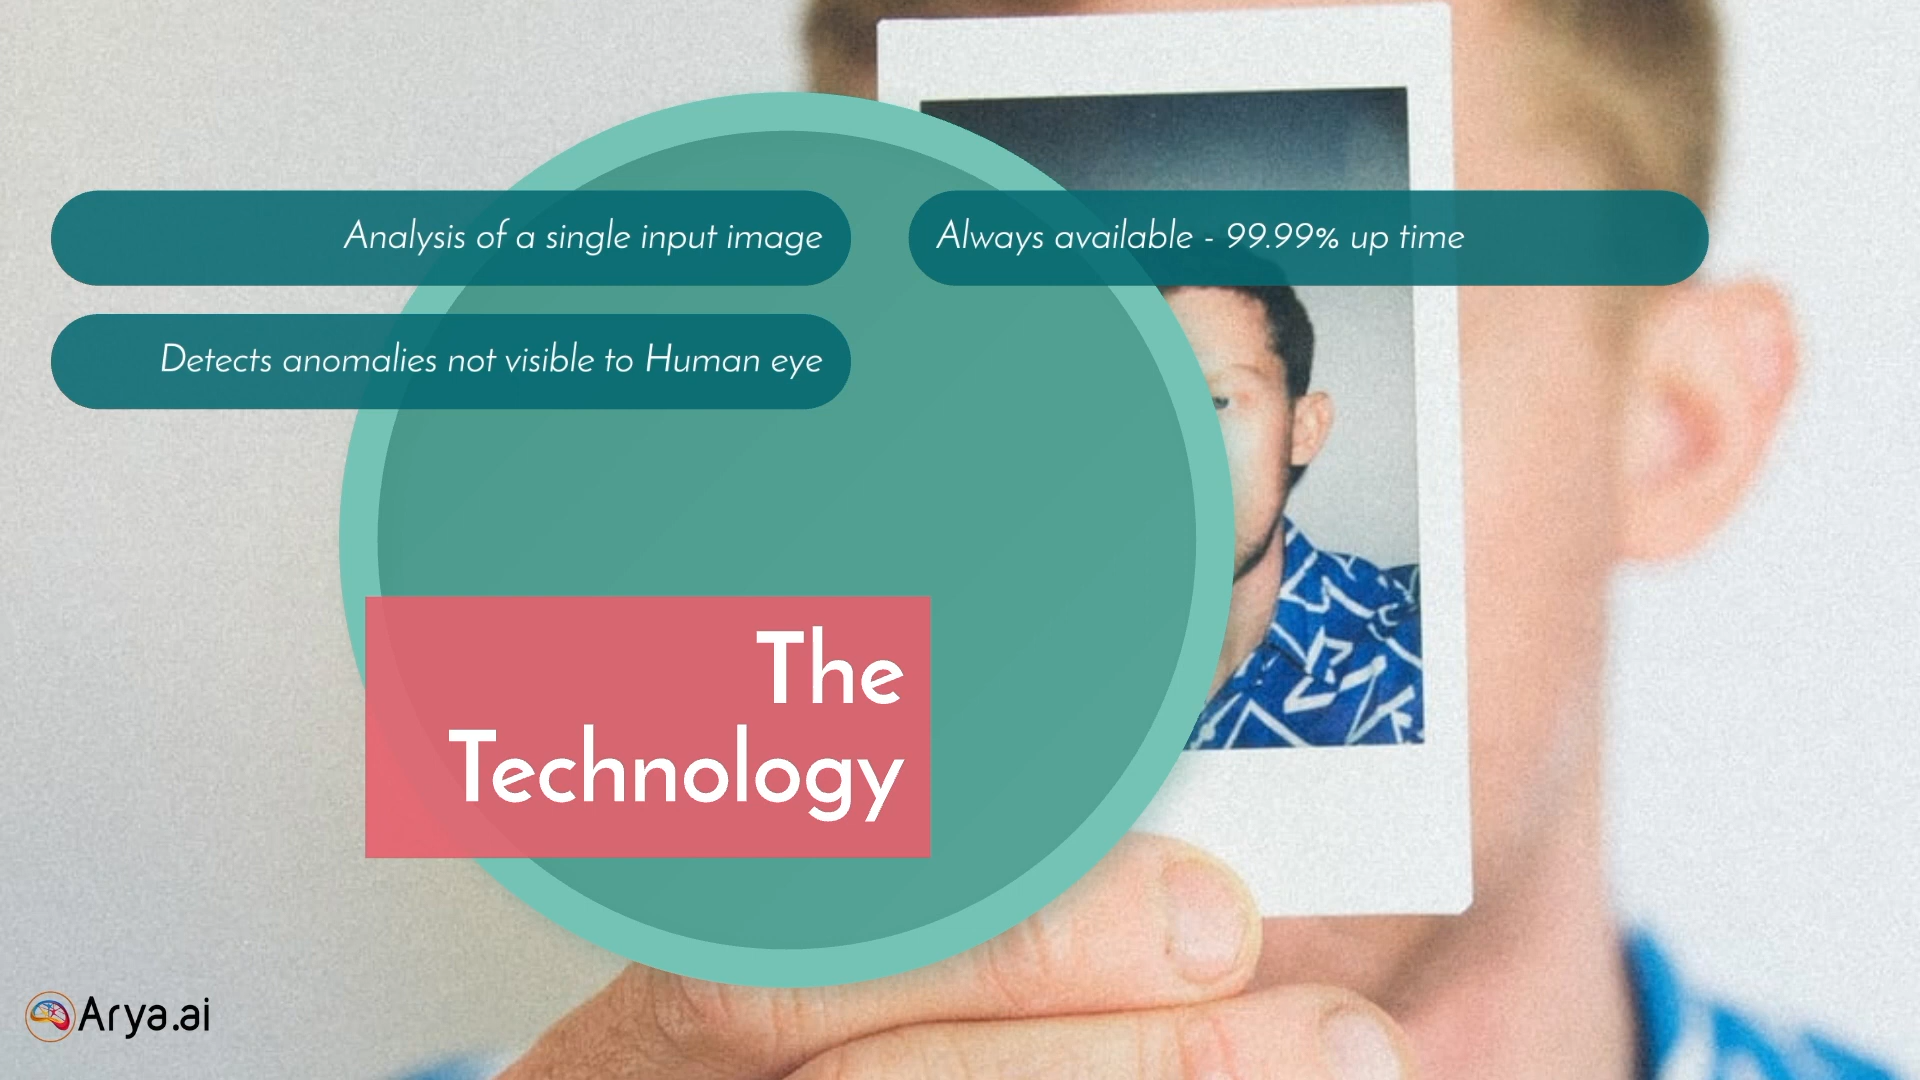 Analysis of a single input image
Always available - 99.99% up time
Detects anomalies not visible to Human eye
The
Technology
Arya.ai